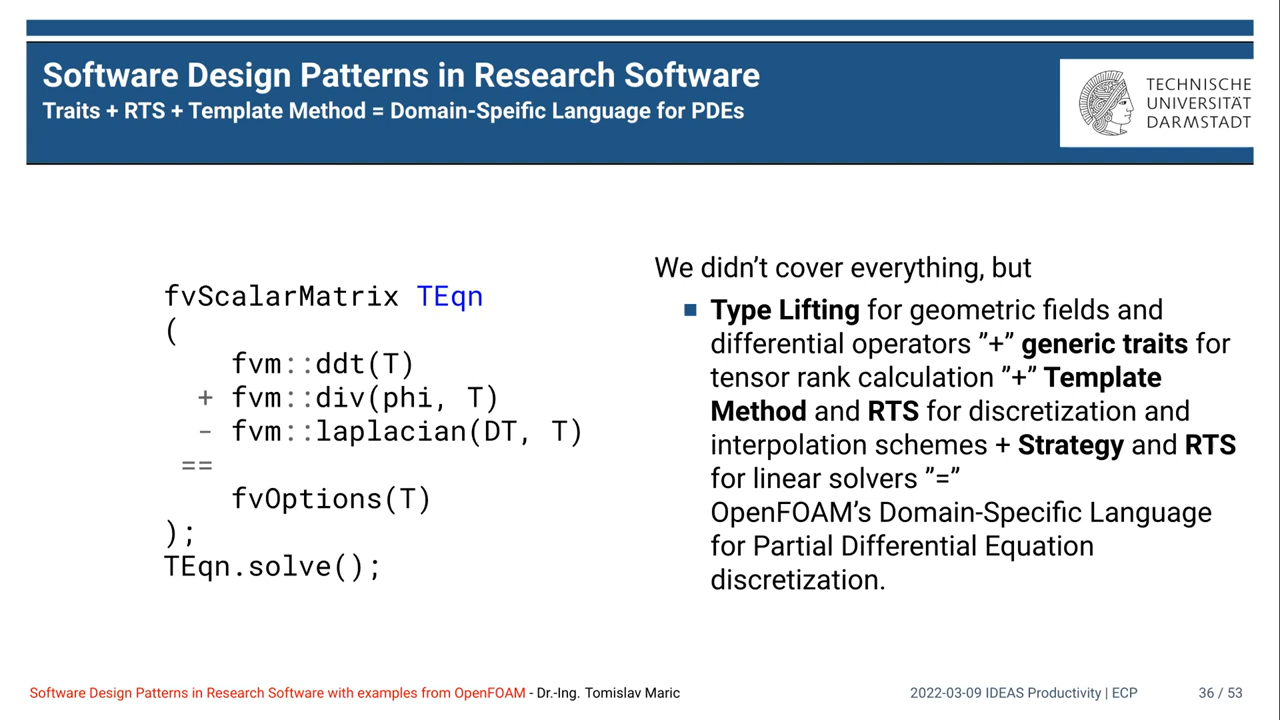 Software Design Patterns in Research Software
Traits + RTS + Template Method = Domain-Speific Language for PDEs
TECHNISCHE
UNIVERSITÄT
DARMSTADT
fvScalarMatrix TEqn
(
    fvm::ddt(T)
  + fvm::div(phi, T)
  - fvm::laplacian(DT, T)
 ==
    fvOptions(T)
);
TEqn.solve();
We didn’t cover everything, but
■ Type Lifting for geometric fields and
differential operators ”+” generic traits for
tensor rank calculation ”+” Template
Method and RTS for discretization and
interpolation schemes + Strategy and RTS
for linear solvers ”=”
OpenFOAM’s Domain-Specific Language
for Partial Differential Equation
discretization.
Software Design Patterns in Research Software with examples from OpenFOAM - Dr.-Ing. Tomislav Maric
2022-03-09 IDEAS Productivity | ECP
36 / 53